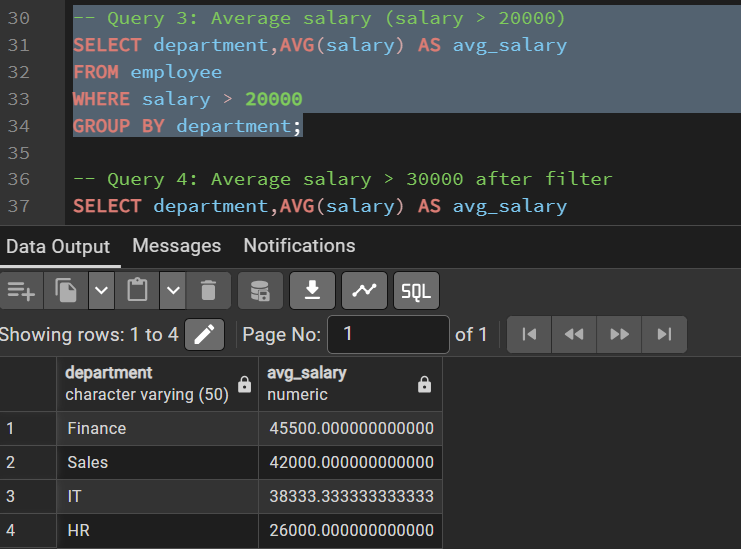 30 -- Query 3: Average salary (salary > 20000)
31 SELECT department,AVG(salary) AS avg_salary
32 FROM employee
33 WHERE salary > 20000
34 GROUP BY department;
35
36 -- Query 4: Average salary > 30000 after filter
37 SELECT department,AVG(salary) AS avg_salary
Data Output Messages Notifications
SQL
Showing rows: 1 to 4 Page No: 1 of 1
department avg_salary
character varying (50) numeric
1 Finance 45500.000000000000
2 Sales 42000.000000000000
3 IT 38333.333333333333
4 HR 26000.000000000000